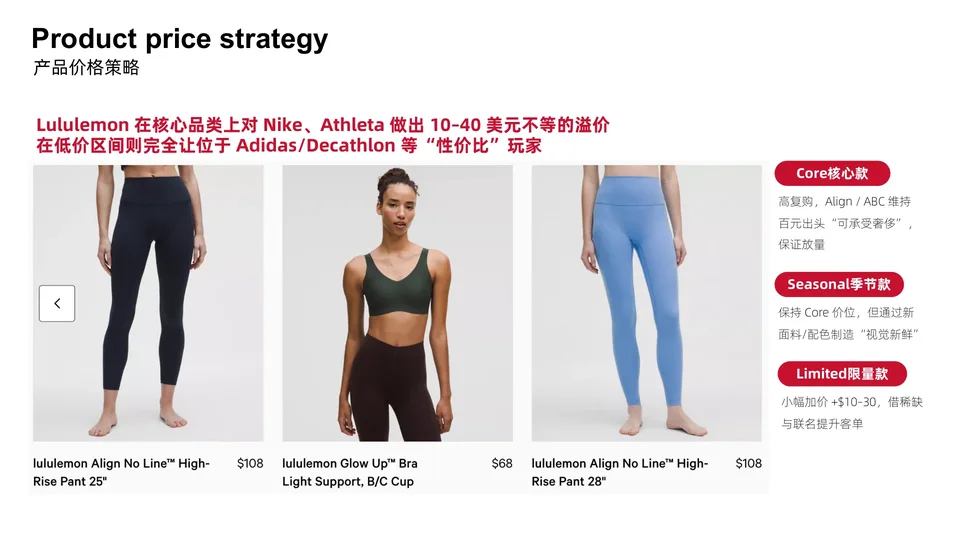 Product price strategy
产品价格策略
Lululemon 在核心品类上对 Nike、Athleta 做出 10–40 美元不等的溢价
在低价区间则完全让位于 Adidas/Decathlon 等 “性价比” 玩家
lululemon Align No Line™ High-Rise Pant 25" $108
lululemon Glow Up™ Bra Light Support, B/C Cup $68
lululemon Align No Line™ High-Rise Pant 28" $108
Core核心款
高复购，Align / ABC 维持
百元出头 “可承受奢侈” ，
保证放量
Seasonal季节款
保持 Core 价位，但通过新
面料/配色制造 “视觉新鲜”
Limited限量款
小幅加价 +$10–30，借稀缺
与联名提升客单